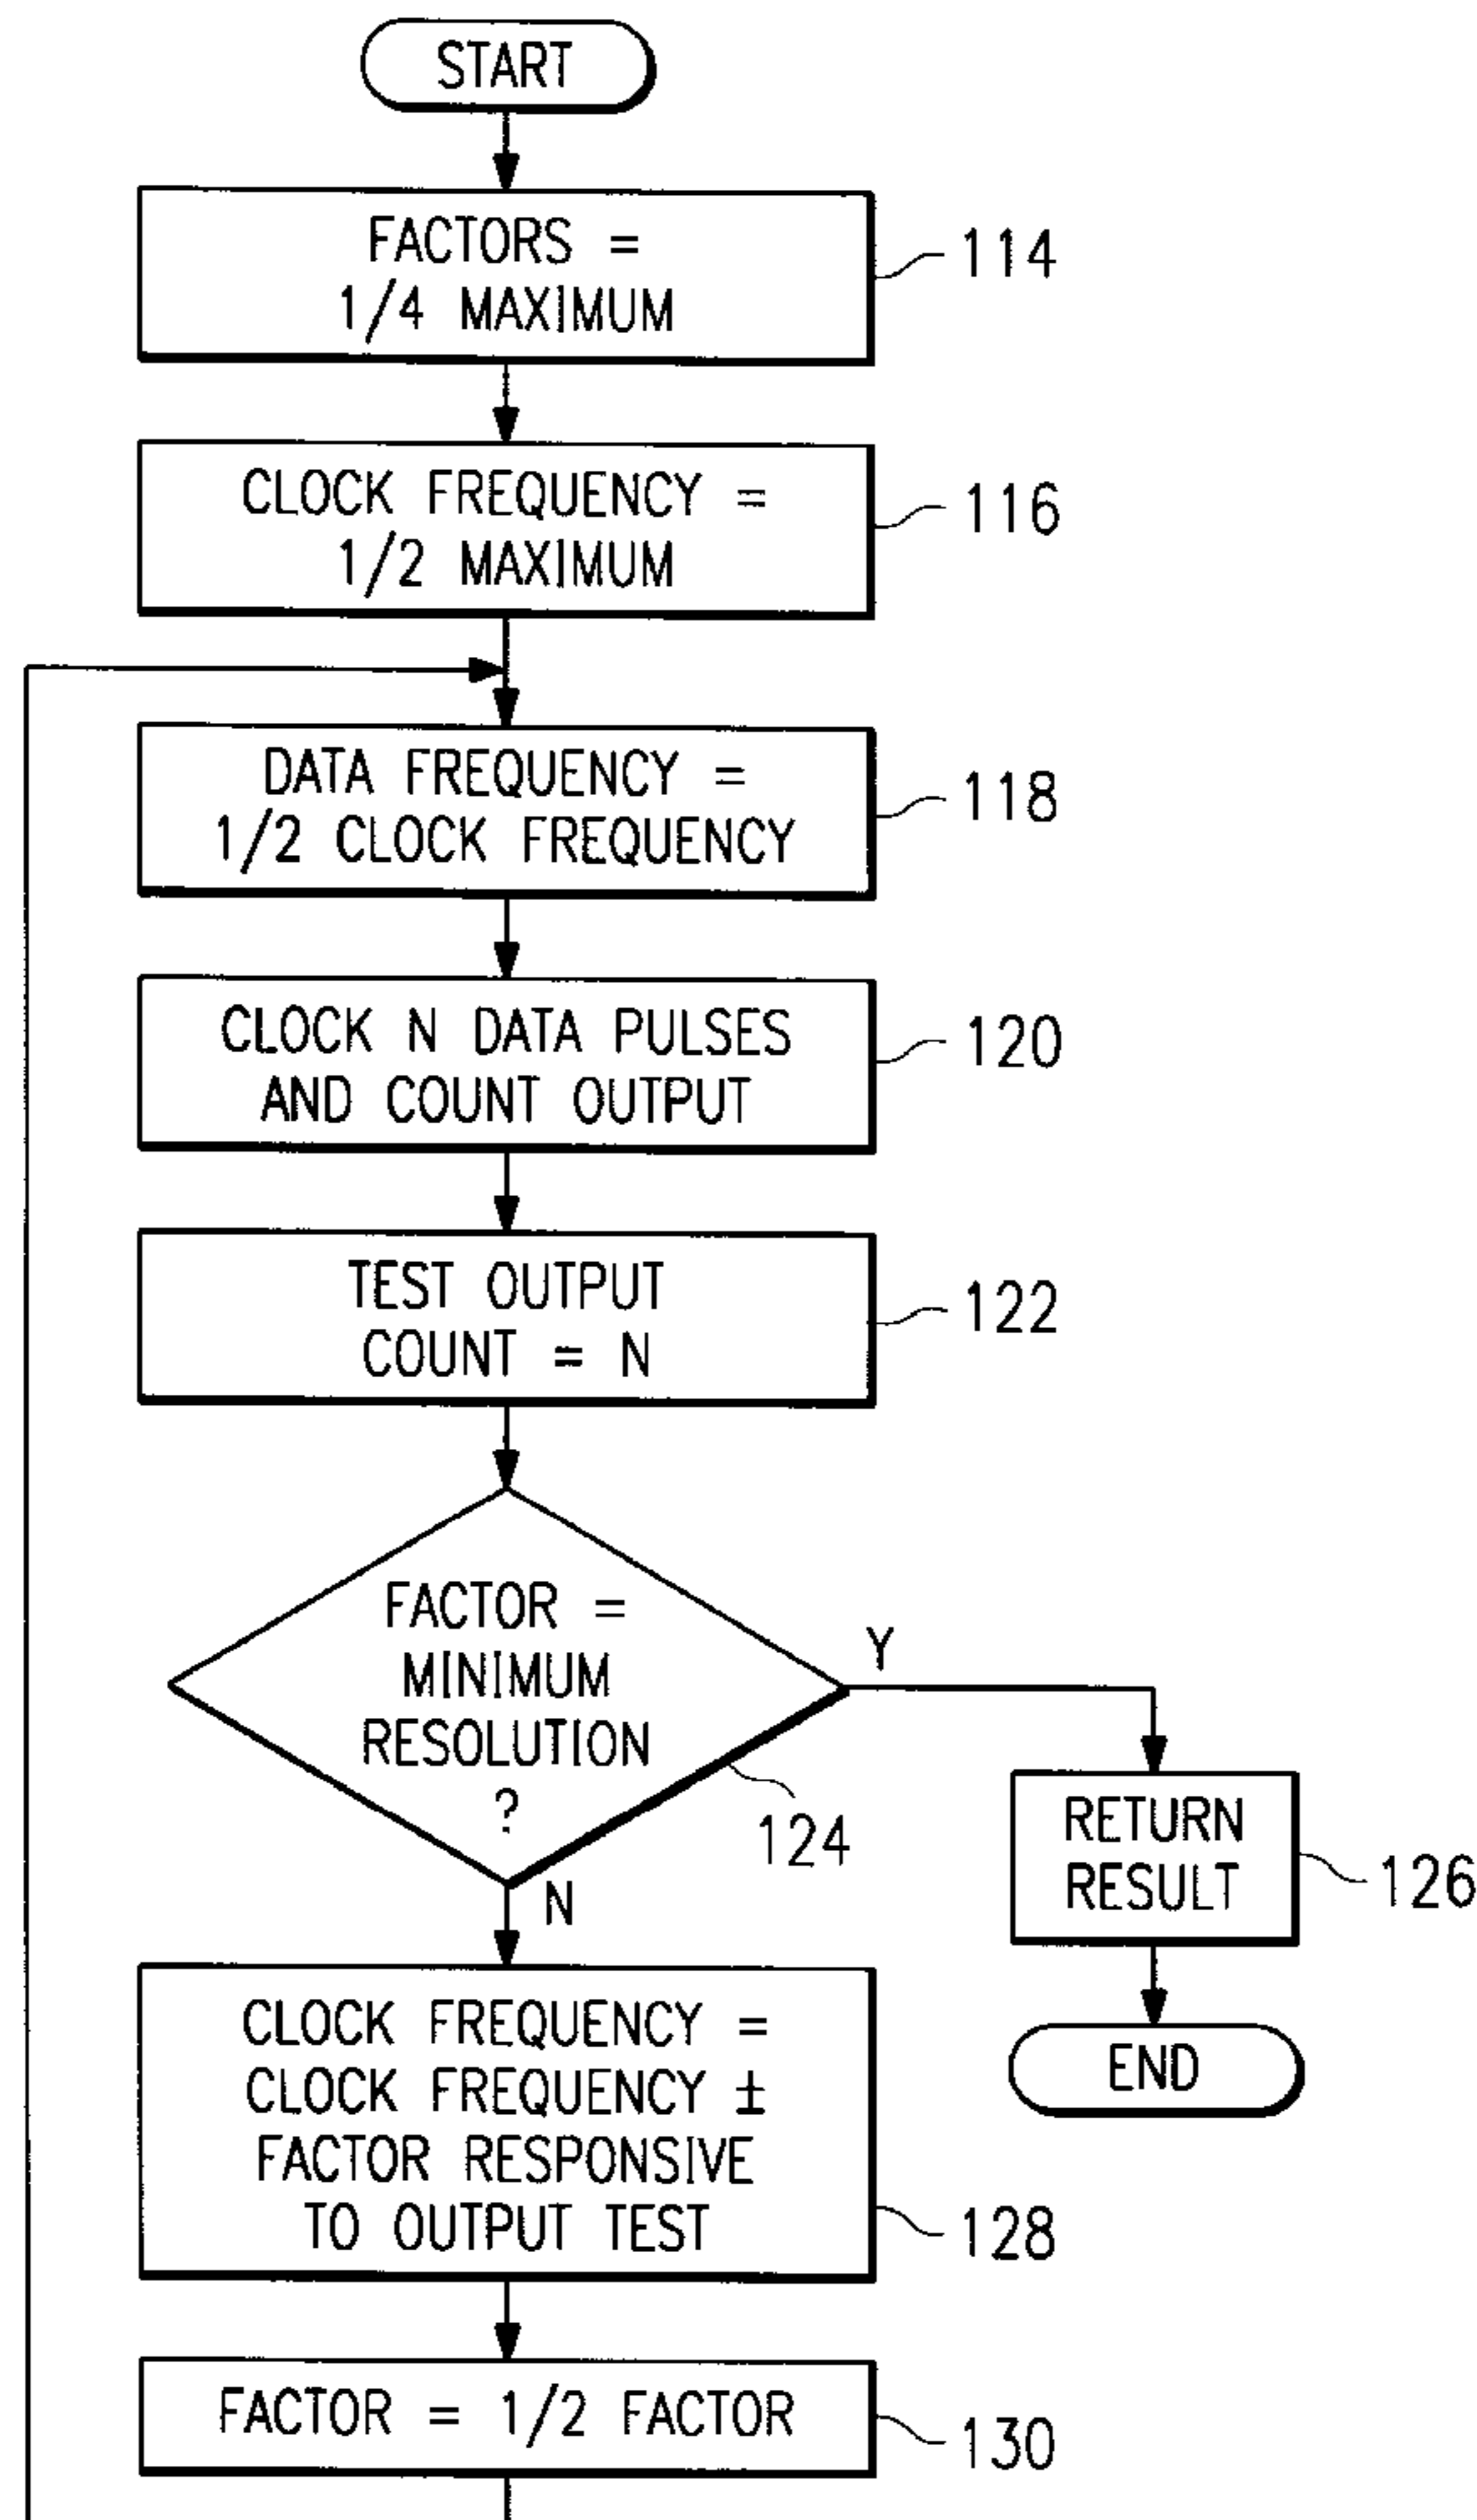 START
FACTORS =
1/4 MAXIMUM
114
CLOCK FREQUENCY =
1/2 MAXIMUM
116
DATA FREQUENCY =
1/2 CLOCK FREQUENCY
118
CLOCK N DATA PULSES
AND COUNT OUTPUT
120
TEST OUTPUT
COUNT = N
122
FACTOR =
MINIMUM
RESOLUTION
?
124
Y
RETURN
RESULT
126
END
N
CLOCK FREQUENCY =
CLOCK FREQUENCY ±
FACTOR RESPONSIVE
TO OUTPUT TEST
128
FACTOR = 1/2 FACTOR
130